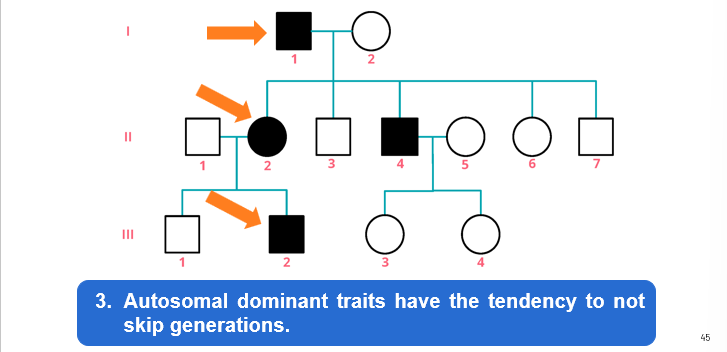 I
1 2
II
1 2 3 4 5 6 7
III
1 2 3 4
3. Autosomal dominant traits have the tendency to not
skip generations.
45